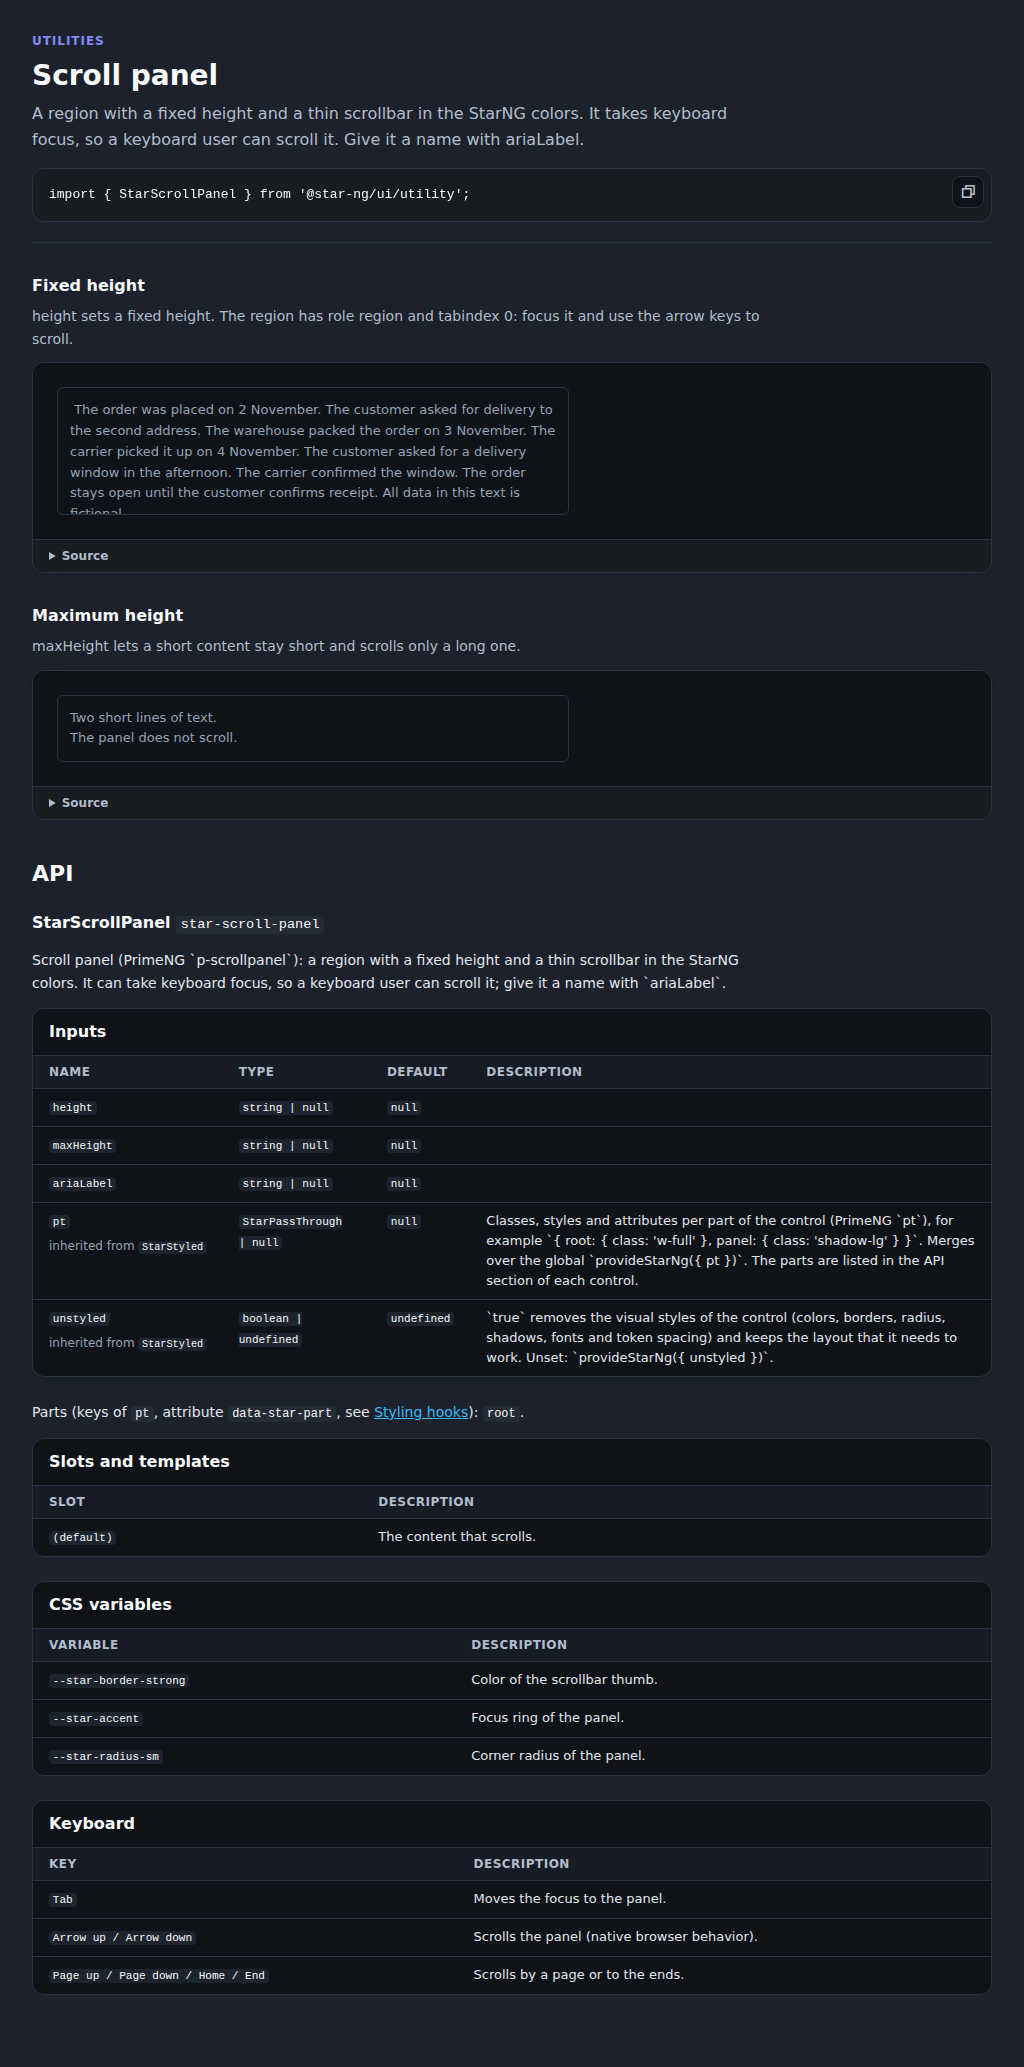 UTILITIES
Scroll panel
A region with a fixed height and a thin scrollbar in the StarNG colors. It takes keyboard
focus, so a keyboard user can scroll it. Give it a name with ariaLabel.
import { StarScrollPanel } from '@star-ng/ui/utility';
Fixed height
height sets a fixed height. The region has role region and tabindex 0: focus it and use the arrow keys to
scroll.
The order was placed on 2 November. The customer asked for delivery to
the second address. The warehouse packed the order on 3 November. The
carrier picked it up on 4 November. The customer asked for a delivery
window in the afternoon. The carrier confirmed the window. The order
stays open until the customer confirms receipt. All data in this text is
fictional.
Source
Maximum height
maxHeight lets a short content stay short and scrolls only a long one.
Two short lines of text.
The panel does not scroll.
Source
API
StarScrollPanel star-scroll-panel
Scroll panel (PrimeNG `p-scrollpanel`): a region with a fixed height and a thin scrollbar in the StarNG
colors. It can take keyboard focus, so a keyboard user can scroll it; give it a name with `ariaLabel`.
Inputs
NAME TYPE DEFAULT DESCRIPTION
height string | null null
maxHeight string | null null
ariaLabel string | null null
pt StarPassThrough null Classes, styles and attributes per part of the control (PrimeNG `pt`), for
inherited from StarStyled | null example `{ root: { class: 'w-full' }, panel: { class: 'shadow-lg' } }`. Merges
over the global `provideStarNg({ pt })`. The parts are listed in the API
section of each control.
unstyled boolean | undefined `true` removes the visual styles of the control (colors, borders, radius,
inherited from StarStyled undefined shadows, fonts and token spacing) and keeps the layout that it needs to
work. Unset: `provideStarNg({ unstyled })`.
Parts (keys of pt, attribute data-star-part, see Styling hooks): root.
Slots and templates
SLOT DESCRIPTION
(default) The content that scrolls.
CSS variables
VARIABLE DESCRIPTION
--star-border-strong Color of the scrollbar thumb.
--star-accent Focus ring of the panel.
--star-radius-sm Corner radius of the panel.
Keyboard
KEY DESCRIPTION
Tab Moves the focus to the panel.
Arrow up / Arrow down Scrolls the panel (native browser behavior).
Page up / Page down / Home / End Scrolls by a page or to the ends.